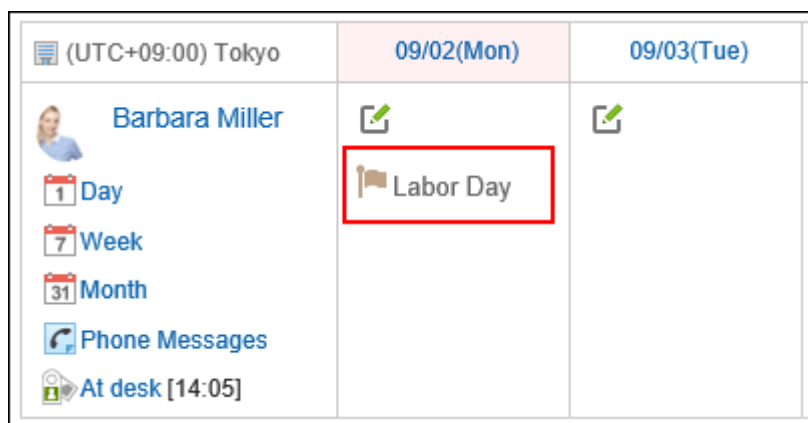 (UTC+09:00) Tokyo
09/02(Mon)
09/03(Tue)
Barbara Miller
Labor Day
1 Day
7 Week
31 Month
Phone Messages
At desk [14:05]